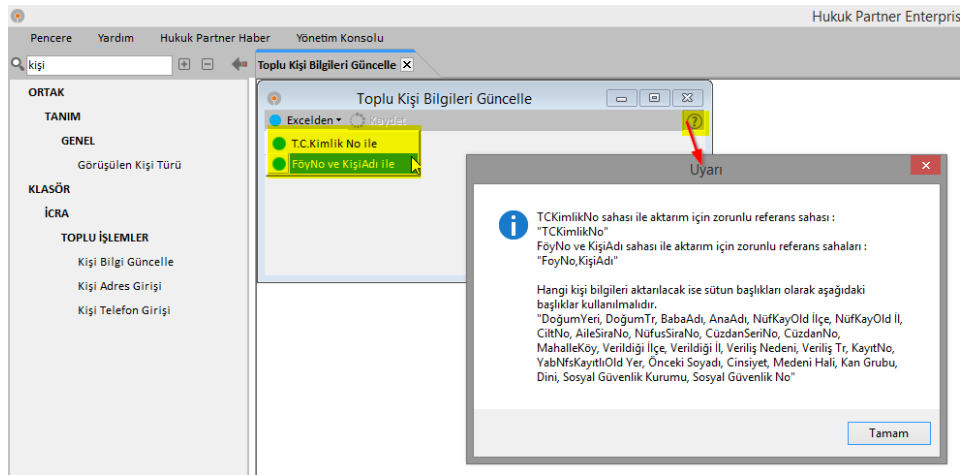 Hukuk Partner Enterpris
Pencere Yardım Hukuk Partner Haber Yönetim Konsolu
kişi
Toplu Kişi Bilgileri Güncelle
ORTAK
TANIM
GENEL
Görüşülen Kişi Türü
KLASÖR
İCRA
TOPLU İŞLEMLER
Kişi Bilgi Güncelle
Kişi Adres Girişi
Kişi Telefon Girişi
Toplu Kişi Bilgileri Güncelle
Excelden Kaydet
T.C.Kimlik No ile
FöyNo ve KişiAdı ile
Uyarı
TCKimlikNo sahası ile aktarım için zorunlu referans sahası :
"TCKimlikNo"
FöyNo ve KişiAdı sahası ile aktarım için zorunlu referans sahaları :
"FoyNo,KişiAdı"
Hangi kişi bilgileri aktarılacak ise sütun başlıkları olarak aşağıdaki
başlıklar kullanılmalıdır.
"DoğumYeri, DoğumTr, BabaAdı, AnaAdı, NüfKayOld İlçe, NüfKayOld İl,
CiltNo, AileSiraNo, NüfusSiraNo, CüzdanSeriNo, CüzdanNo,
MahalleKöy, Verildiği İlçe, Verildiği İl, Veriliş Nedeni, Veriliş Tr, KayıtNo,
YabNfsKayıtlıOld Yer, Önceki Soyadı, Cinsiyet, Medeni Hali, Kan Grubu,
Dini, Sosyal Güvenlik Kurumu, Sosyal Güvenlik No"
Tamam